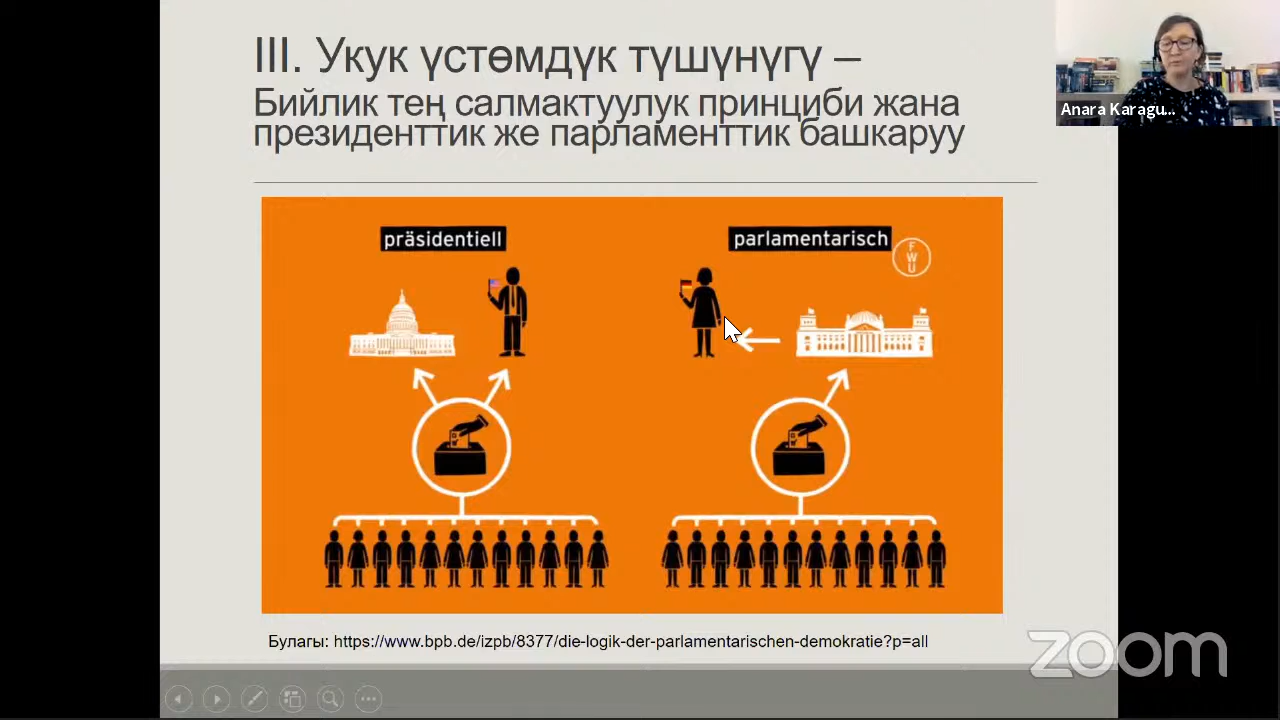 III. Укук үстөмдүк түшүнүгү –
Бийлик тең салмактуулук принциби жана
президенттик же парламенттик башкаруу
Anara Karagu...
präsidentiell
parlamentarisch
F
W
U
Булагы: https://www.bpb.de/izpb/8377/die-logik-der-parlamentarischen-demokratie?p=all
zoom